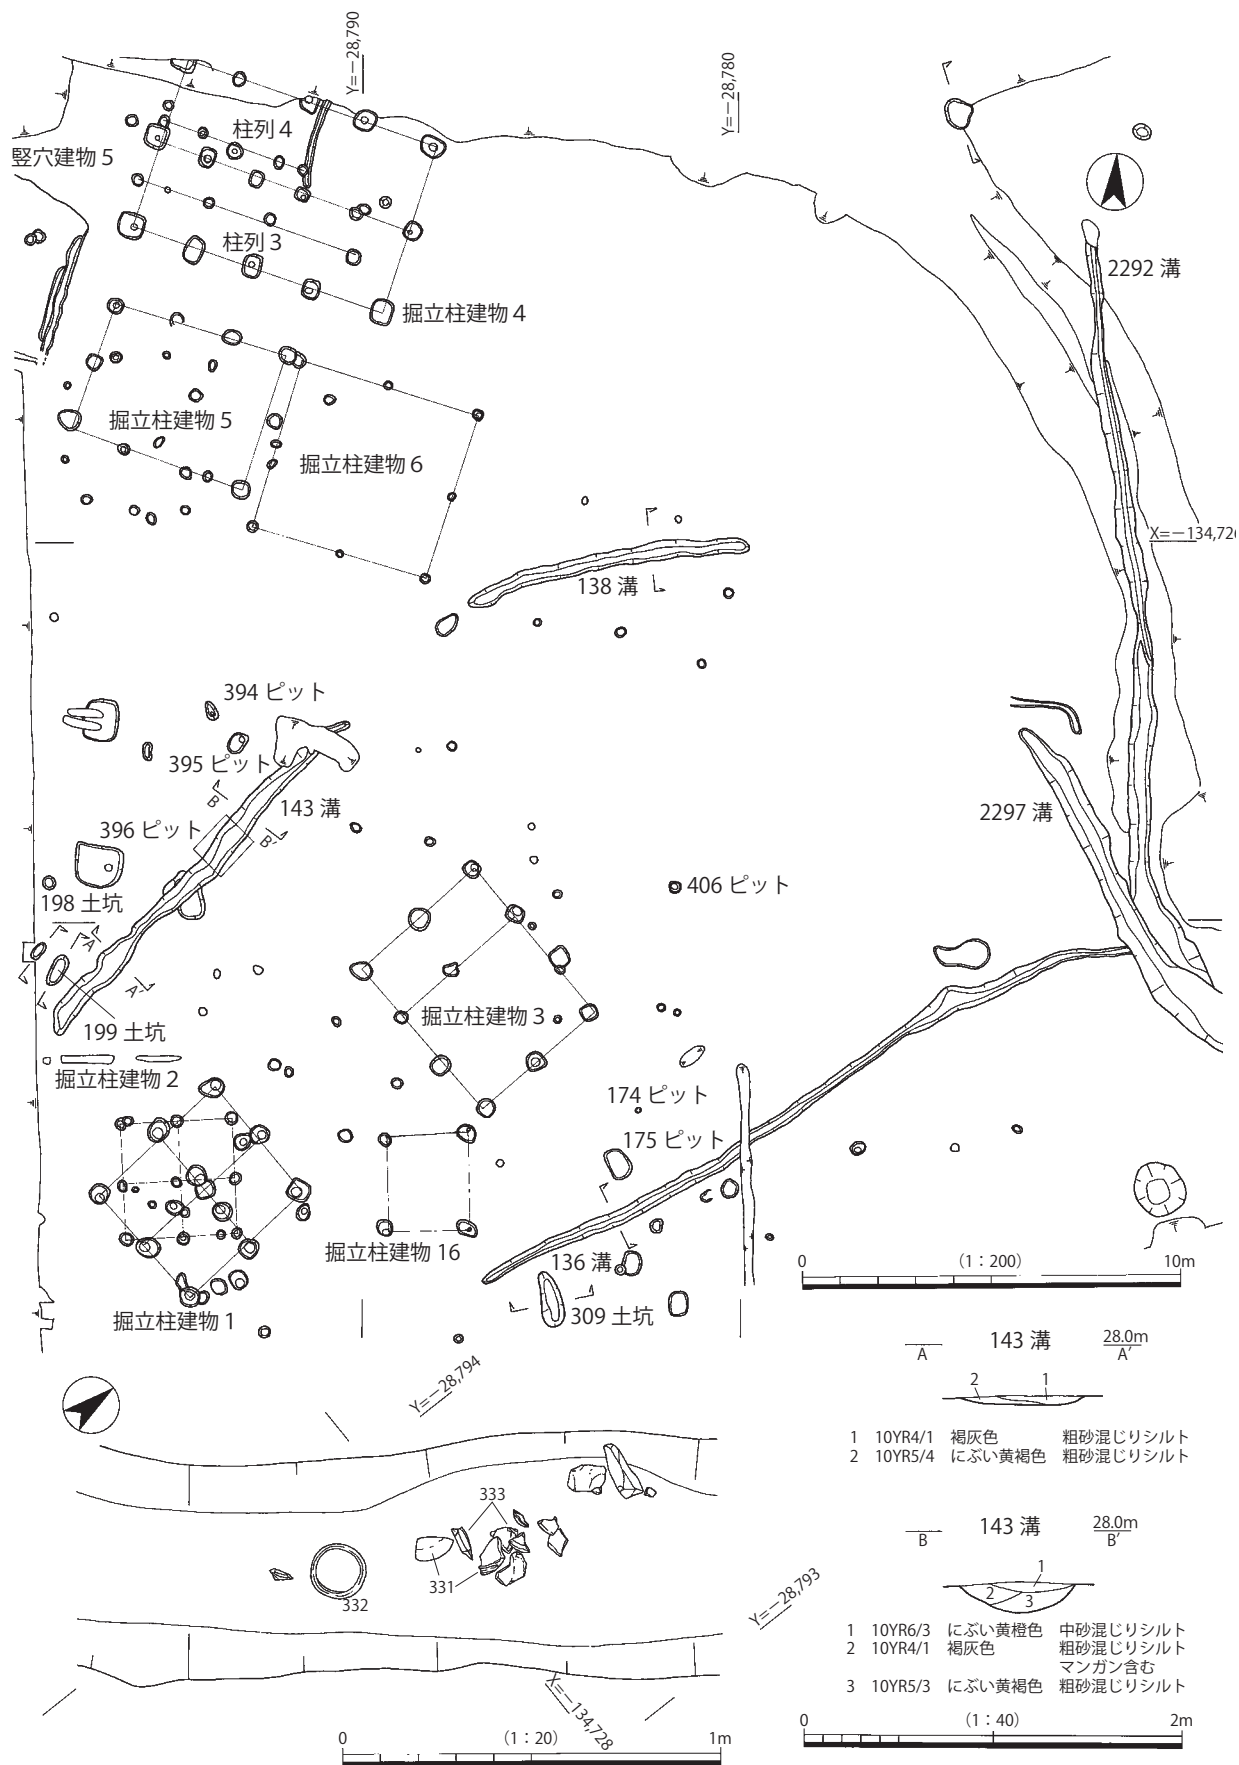 Y=－28,790
Y=－28,780
柱列４
竪穴建物５
柱列３
2292 溝
掘立柱建物４
掘立柱建物５
掘立柱建物６
X=－134,720
138 溝
394 ピット
395 ピット
143 溝
B
B′
2297 溝
396 ピット
406 ピット
198 土坑
A
A′
掘立柱建物３
199 土坑
掘立柱建物２
174 ピット
175 ピット
掘立柱建物 16
136 溝
309 土坑
掘立柱建物１
0 （1：200） 10m
A 143 溝 28.0m A′
2 1
1 10YR4/1 褐灰色 粗砂混じりシルト
2 10YR5/4 にぶい黄褐色 粗砂混じりシルト
B 143 溝 28.0m B′
1
2 3
1 10YR6/3 にぶい黄橙色 中砂混じりシルト
2 10YR4/1 褐灰色 粗砂混じりシルト
マンガン含む
3 10YR5/3 にぶい黄褐色 粗砂混じりシルト
0 （1：40） 2m
Y=－28,794
333
331
332
Y=－28,793
X=－134,728
0 （1：20） 1m